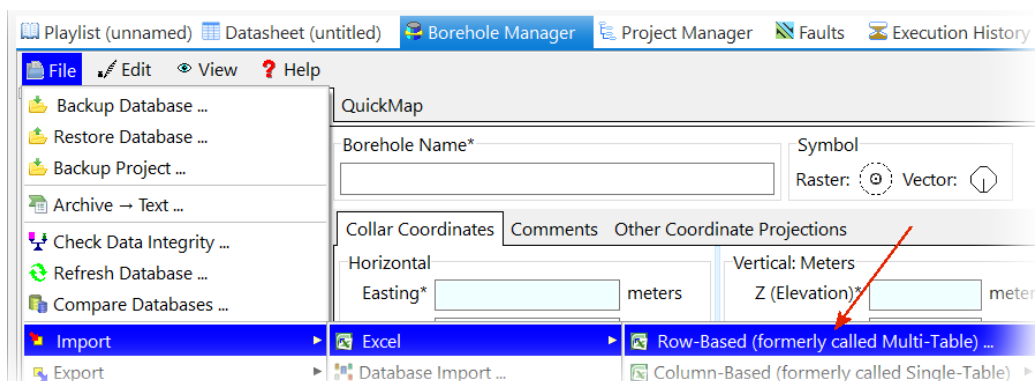 Playlist (unnamed) Datasheet (untitled) Borehole Manager Project Manager Faults Execution History
File Edit View ? Help
Backup Database ...
Restore Database ...
Backup Project ...
Archive → Text ...
Check Data Integrity ...
Refresh Database ...
Compare Databases ...
Import
Export
QuickMap
Borehole Name*
Symbol
Raster: Vector:
Collar Coordinates Comments Other Coordinate Projections
Horizontal
Easting* meters
Vertical: Meters
Z (Elevation)* meter
Excel
Database Import ...
Row-Based (formerly called Multi-Table) ...
Column-Based (formerly called Single-Table)